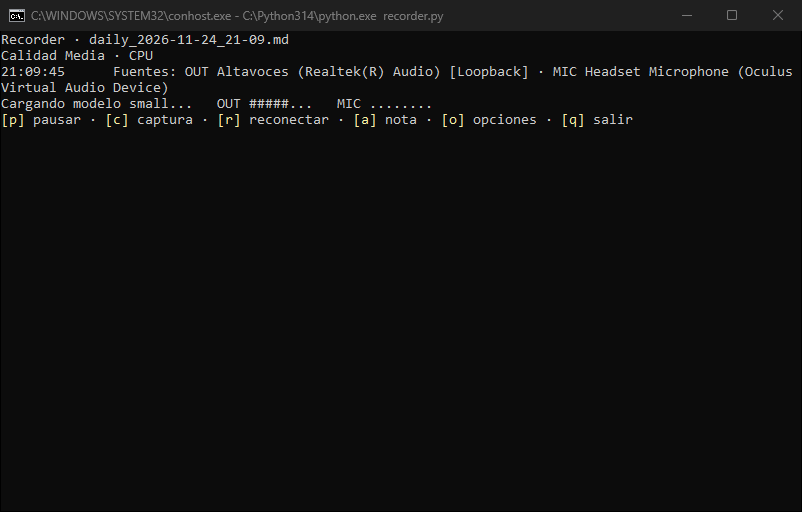 C:\WINDOWS\SYSTEM32\conhost.exe - C:\Python314\python.exe  recorder.py
Recorder · daily_2026-11-24_21-09.md
Calidad Media · CPU
21:09:45      Fuentes: OUT Altavoces (Realtek(R) Audio) [Loopback] · MIC Headset Microphone (Oculus
Virtual Audio Device)
Cargando modelo small...   OUT #####...   MIC ........
[p] pausar · [c] captura · [r] reconectar · [a] nota · [o] opciones · [q] salir